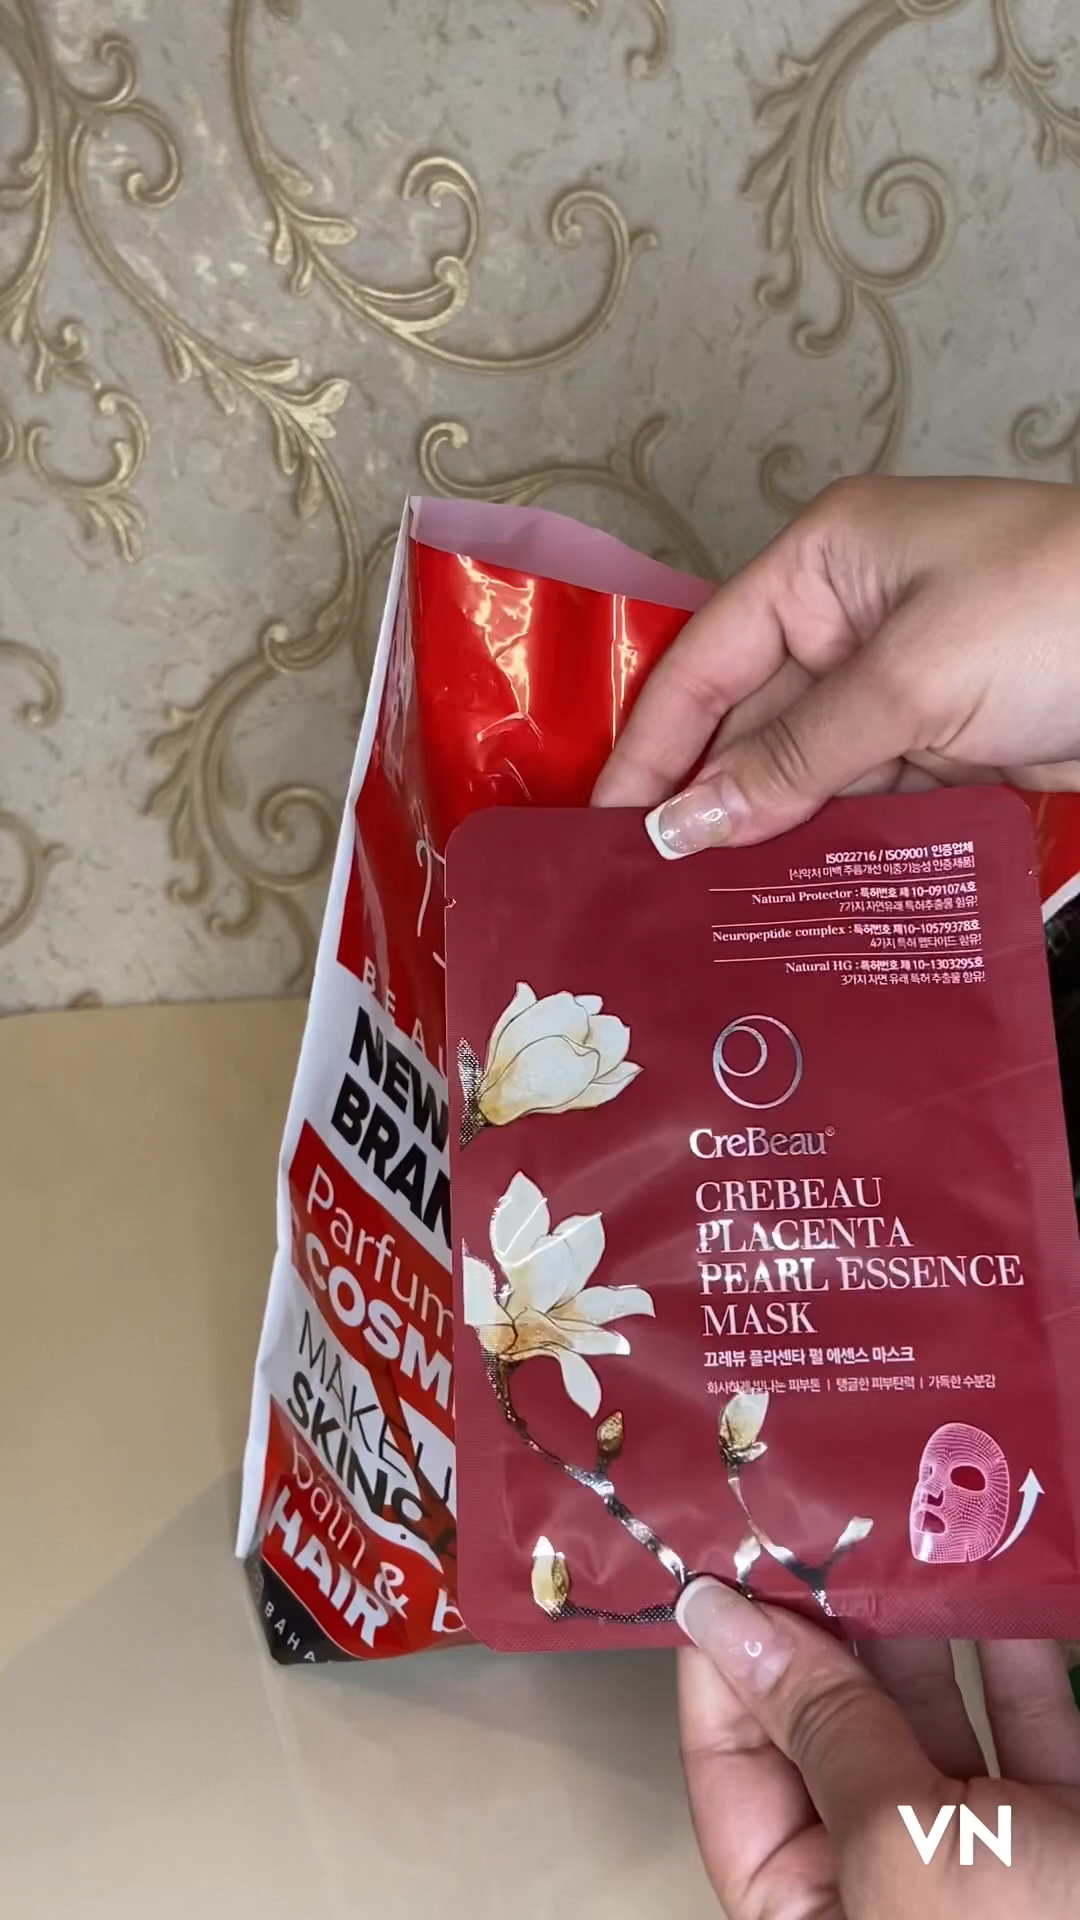 ISO22716 / ISO9001 인증업체
[식약처 미백 주름개선 이중기능성 인증제품]
Natural Protector : 특허번호 제 10-091074호
7가지 자연유래 특허추출물 함유!
Neuropeptide complex : 특허번호 제10-10579378호
4가지 특허 펩타이드 함유!
Natural HG : 특허번호 제 10-1303295호
3가지 자연 유래 특허 추출물 함유!
CreBeau®
CREBEAU
PLACENTA
PEARL ESSENCE
MASK
끄레뷰 플라센타 펄 에센스 마스크
화사하게 빛나는 피부톤 | 탱글한 피부탄력 | 가득한 수분감
BEAU
NEW
BRAN
Parfum
COSM
MAKEU
SKINC
bain & b
HAIR
BAHA
VN